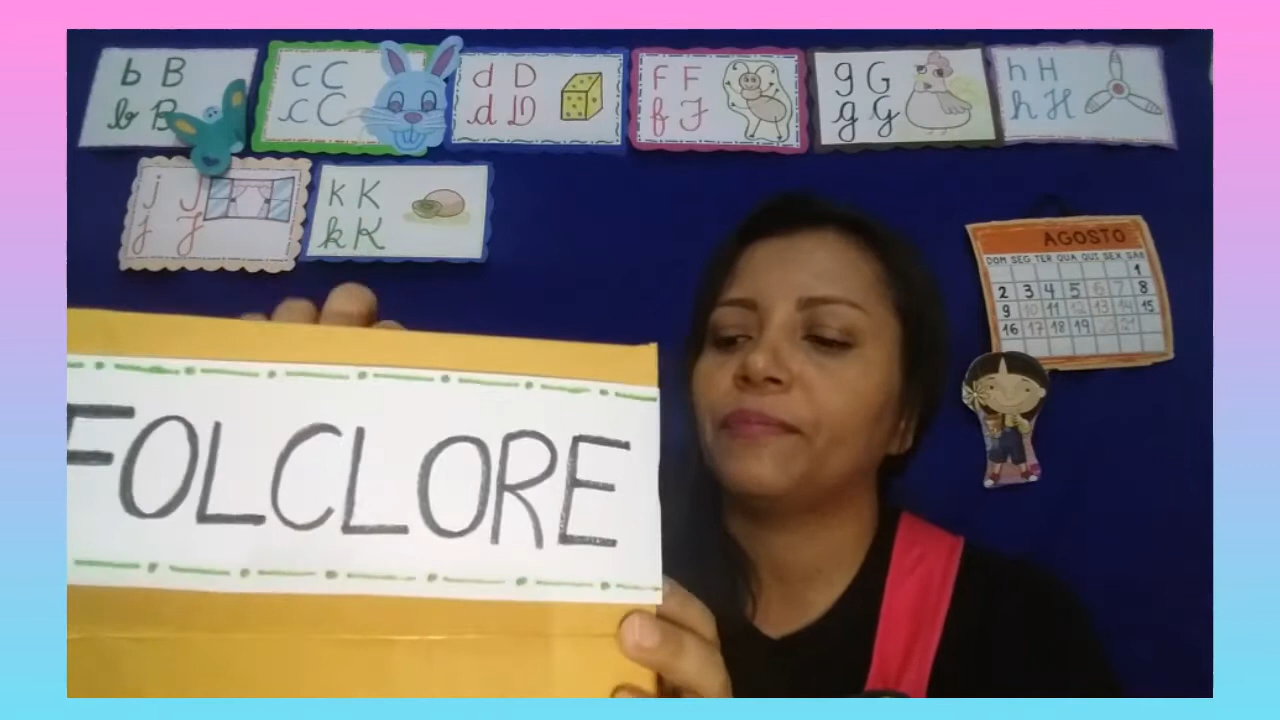 b B
b B
c C
c C
d D
d D
F F
f F
g G
g G
h H
h H
j J
j J
k K
k K
AGOSTO
DOM SEG TER QUA QUI SEX SAB
1
2 3 4 5 6 7 8
9 10 11 12 13 14 15
16 17 18 19 20 21
FOLCLORE